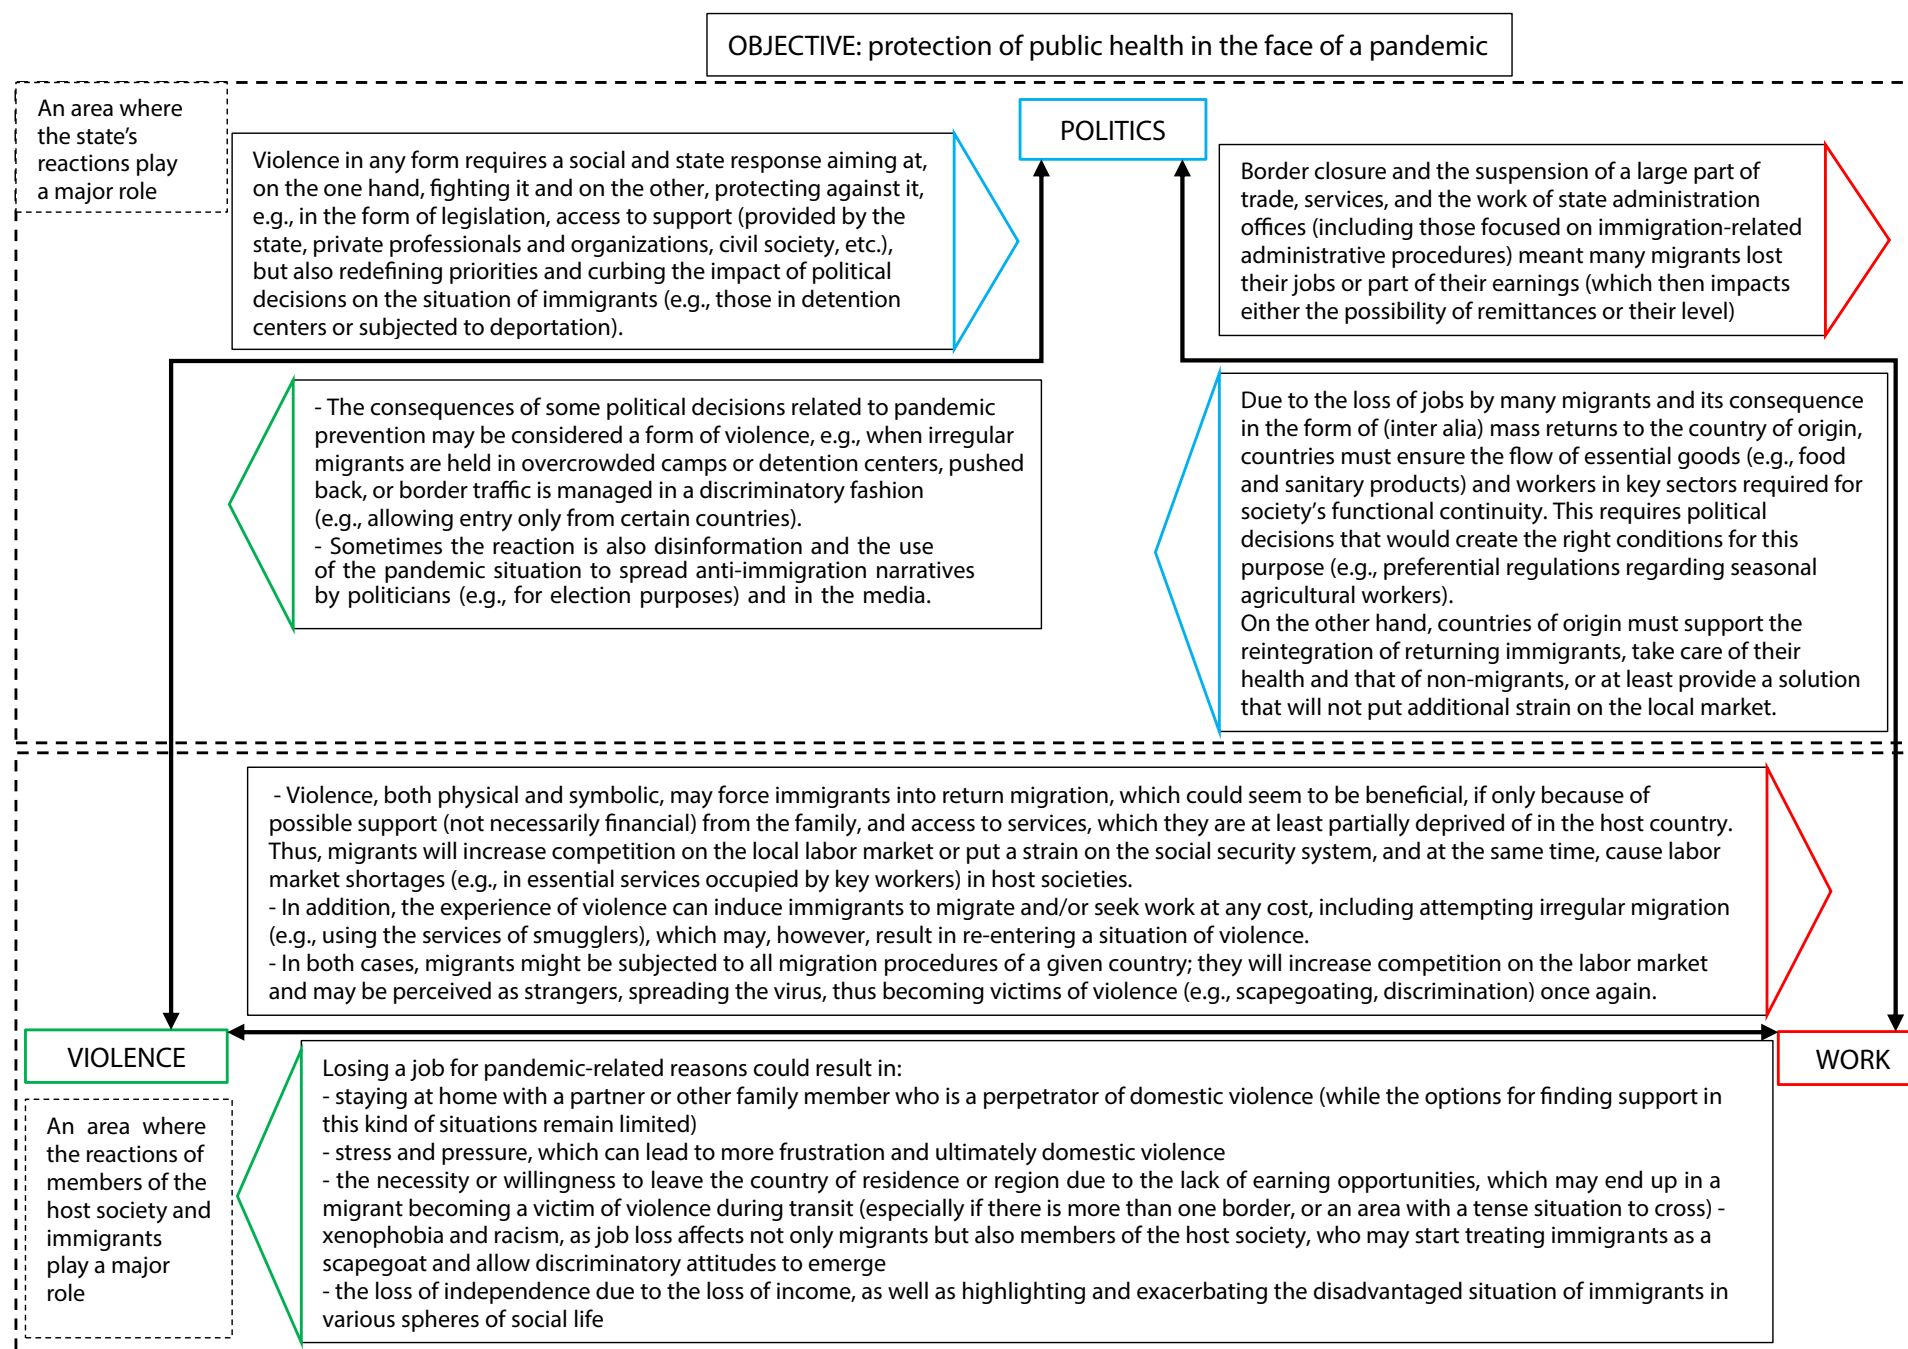 OBJECTIVE: protection of public health in the face of a pandemic
An area where
the state's
reactions play
a major role
POLITICS
Violence in any form requires a social and state response aiming at,
on the one hand, fighting it and on the other, protecting against it,
e.g., in the form of legislation, access to support (provided by the
state, private professionals and organizations, civil society, etc.),
but also redefining priorities and curbing the impact of political
decisions on the situation of immigrants (e.g., those in detention
centers or subjected to deportation).
Border closure and the suspension of a large part of
trade, services, and the work of state administration
offices (including those focused on immigration-related
administrative procedures) meant many migrants lost
their jobs or part of their earnings (which then impacts
either the possibility of remittances or their level)
- The consequences of some political decisions related to pandemic
prevention may be considered a form of violence, e.g., when irregular
migrants are held in overcrowded camps or detention centers, pushed
back, or border traffic is managed in a discriminatory fashion
(e.g., allowing entry only from certain countries).
- Sometimes the reaction is also disinformation and the use
of the pandemic situation to spread anti-immigration narratives
by politicians (e.g., for election purposes) and in the media.
Due to the loss of jobs by many migrants and its consequence
in the form of (inter alia) mass returns to the country of origin,
countries must ensure the flow of essential goods (e.g., food
and sanitary products) and workers in key sectors required for
society's functional continuity. This requires political
decisions that would create the right conditions for this
purpose (e.g., preferential regulations regarding seasonal
agricultural workers).
On the other hand, countries of origin must support the
reintegration of returning immigrants, take care of their
health and that of non-migrants, or at least provide a solution
that will not put additional strain on the local market.
- Violence, both physical and symbolic, may force immigrants into return migration, which could seem to be beneficial, if only because of
possible support (not necessarily financial) from the family, and access to services, which they are at least partially deprived of in the host country.
Thus, migrants will increase competition on the local labor market or put a strain on the social security system, and at the same time, cause labor
market shortages (e.g., in essential services occupied by key workers) in host societies.
- In addition, the experience of violence can induce immigrants to migrate and/or seek work at any cost, including attempting irregular migration
(e.g., using the services of smugglers), which may, however, result in re-entering a situation of violence.
- In both cases, migrants might be subjected to all migration procedures of a given country; they will increase competition on the labor market
and may be perceived as strangers, spreading the virus, thus becoming victims of violence (e.g., scapegoating, discrimination) once again.
VIOLENCE
WORK
An area where
the reactions of
members of the
host society and
immigrants
play a major
role
Losing a job for pandemic-related reasons could result in:
- staying at home with a partner or other family member who is a perpetrator of domestic violence (while the options for finding support in
this kind of situations remain limited)
- stress and pressure, which can lead to more frustration and ultimately domestic violence
- the necessity or willingness to leave the country of residence or region due to the lack of earning opportunities, which may end up in a
migrant becoming a victim of violence during transit (especially if there is more than one border, or an area with a tense situation to cross) -
xenophobia and racism, as job loss affects not only migrants but also members of the host society, who may start treating immigrants as a
scapegoat and allow discriminatory attitudes to emerge
- the loss of independence due to the loss of income, as well as highlighting and exacerbating the disadvantaged situation of immigrants in
various spheres of social life